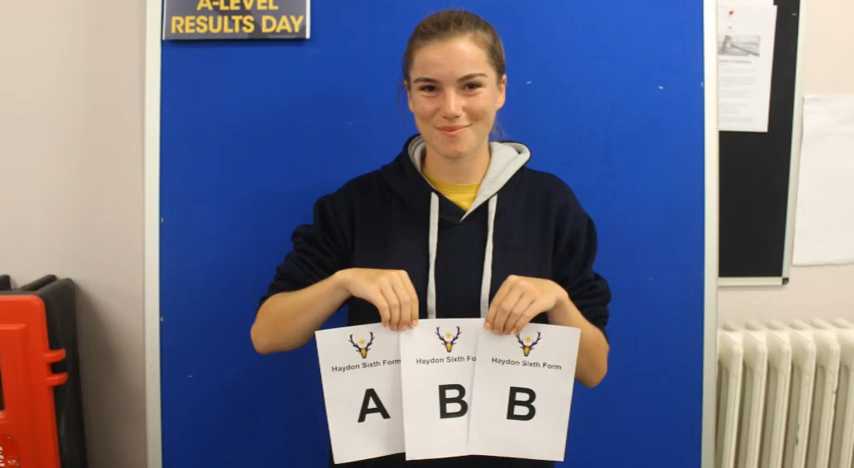 A-LEVEL
RESULTS DAY
Haydon Sixth Form
A
Haydon Sixth Form
B
Haydon Sixth Form
B